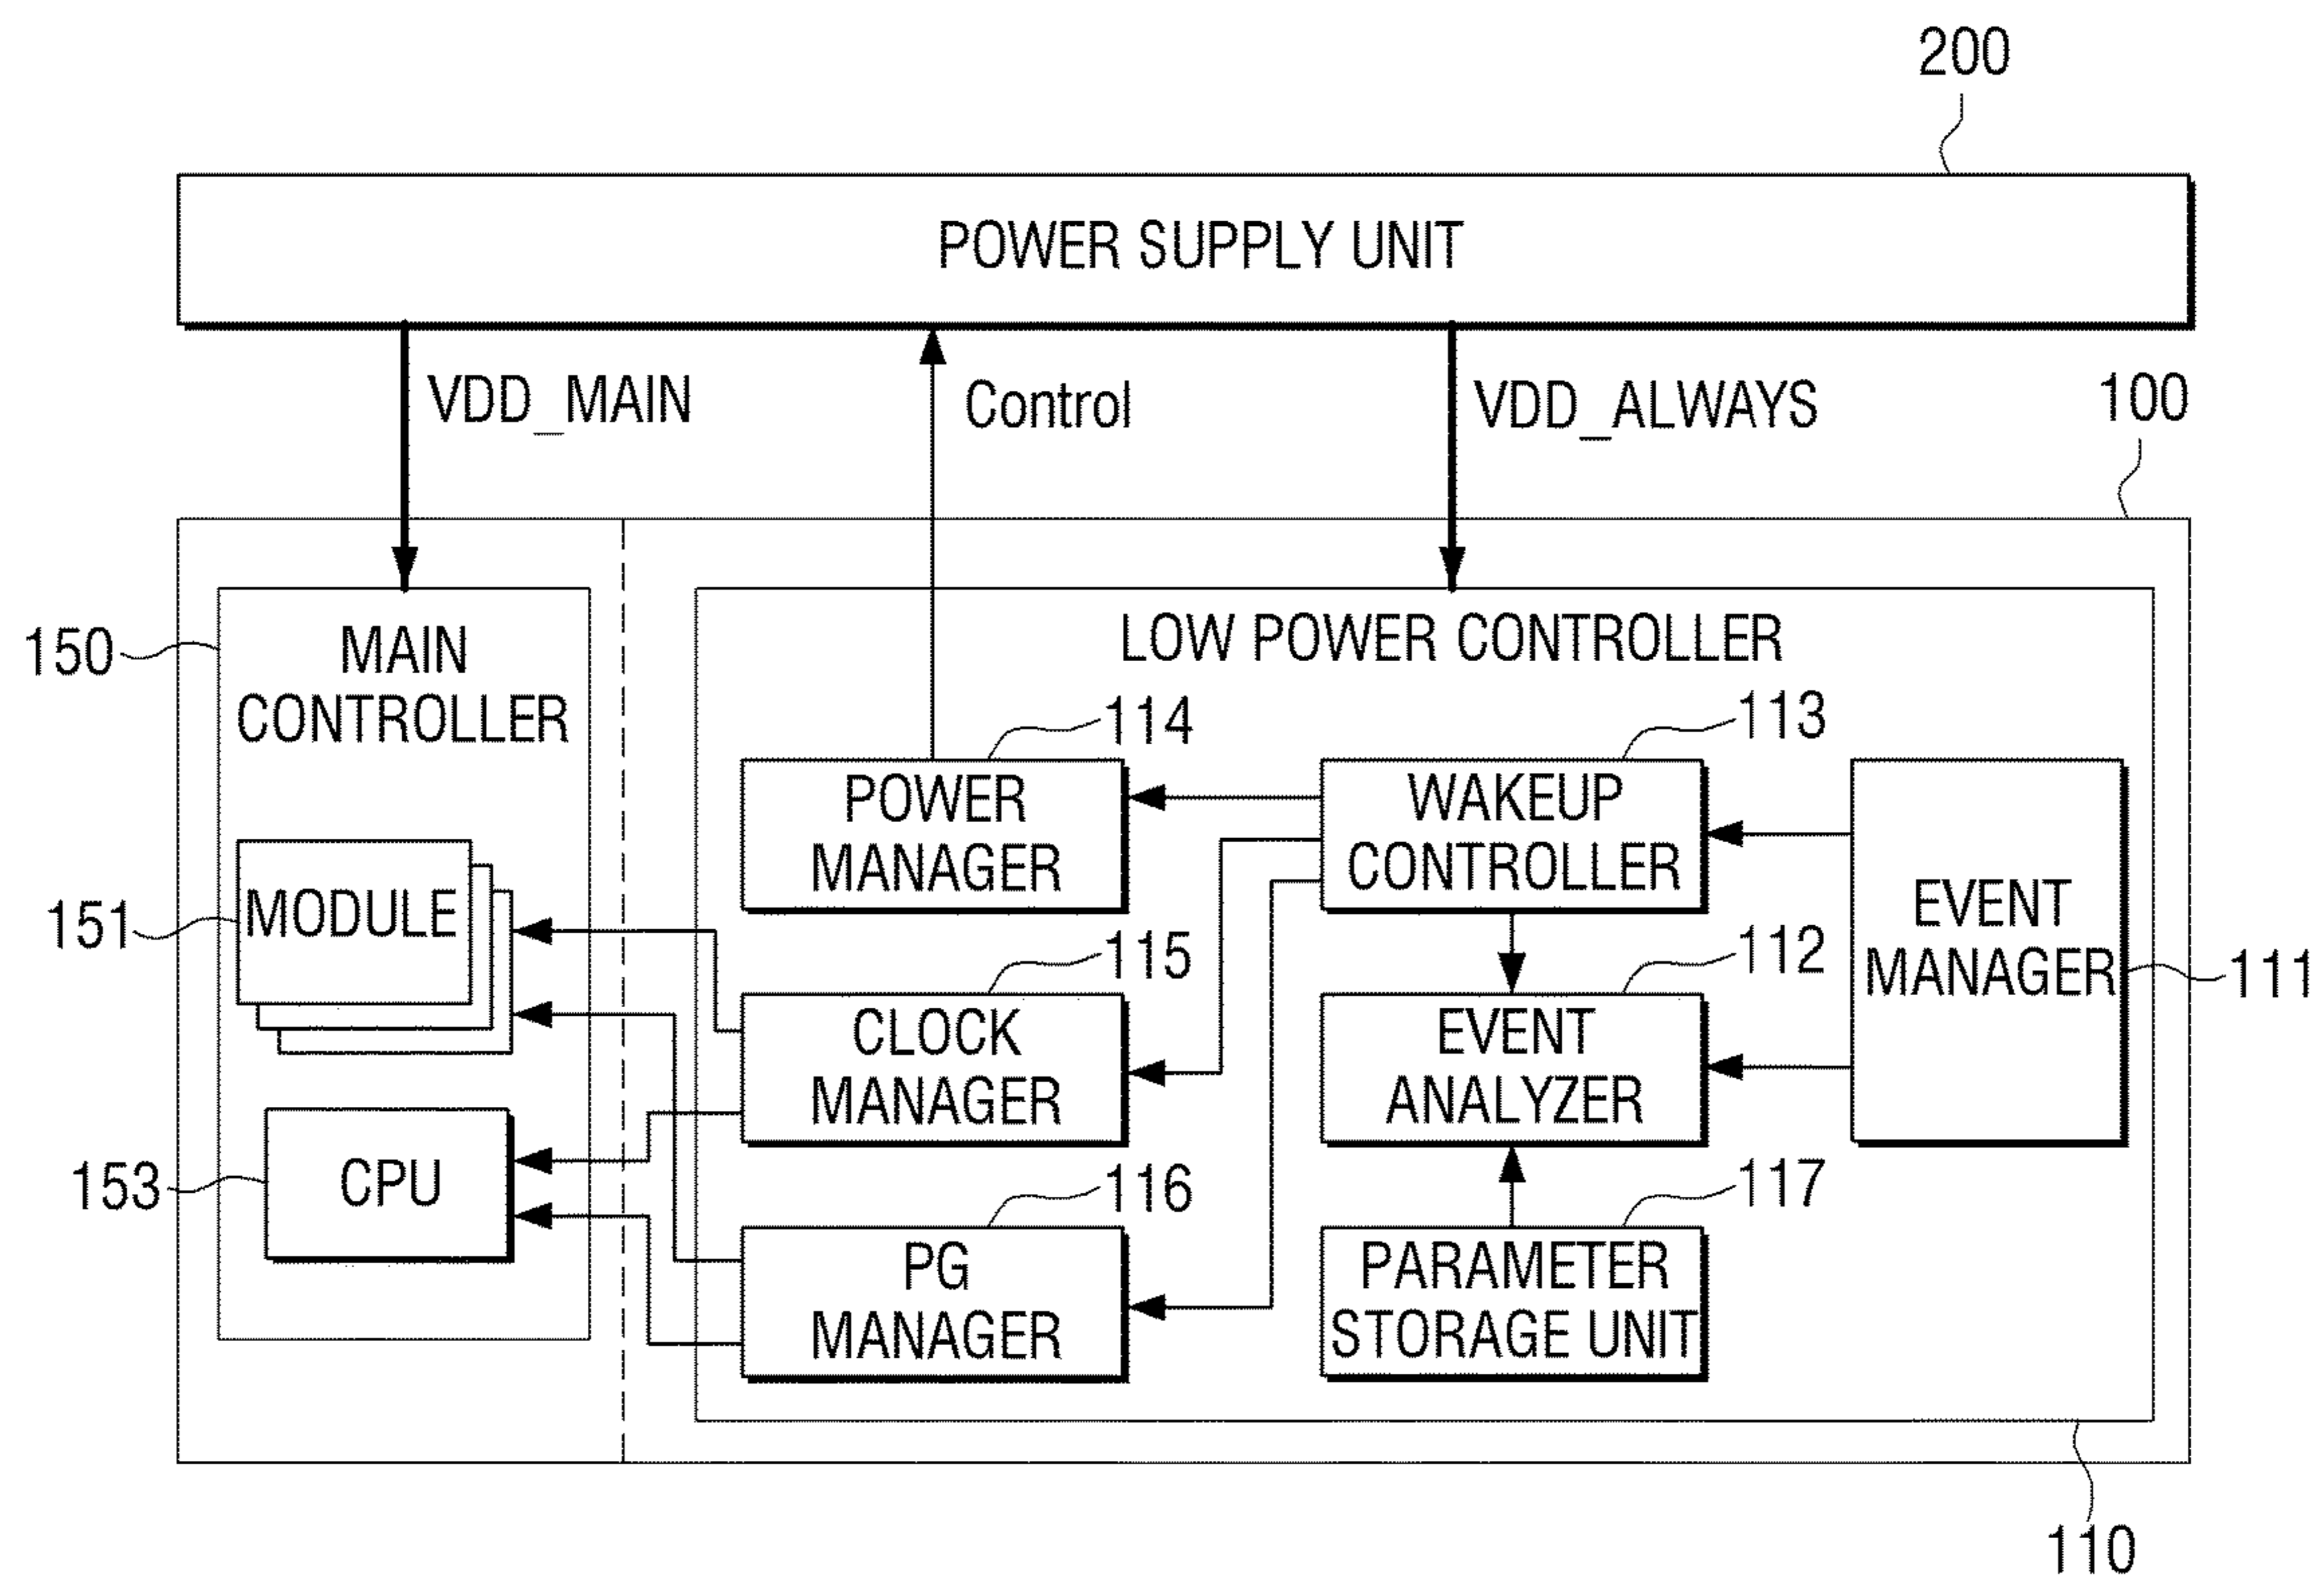 200
POWER SUPPLY UNIT
VDD_MAIN
Control
VDD_ALWAYS
100
150
MAIN
CONTROLLER
LOW POWER CONTROLLER
114
113
POWER
MANAGER
WAKEUP
CONTROLLER
EVENT
MANAGER
111
151
MODULE
115
112
CLOCK
MANAGER
EVENT
ANALYZER
153
CPU
116
117
PG
MANAGER
PARAMETER
STORAGE UNIT
110